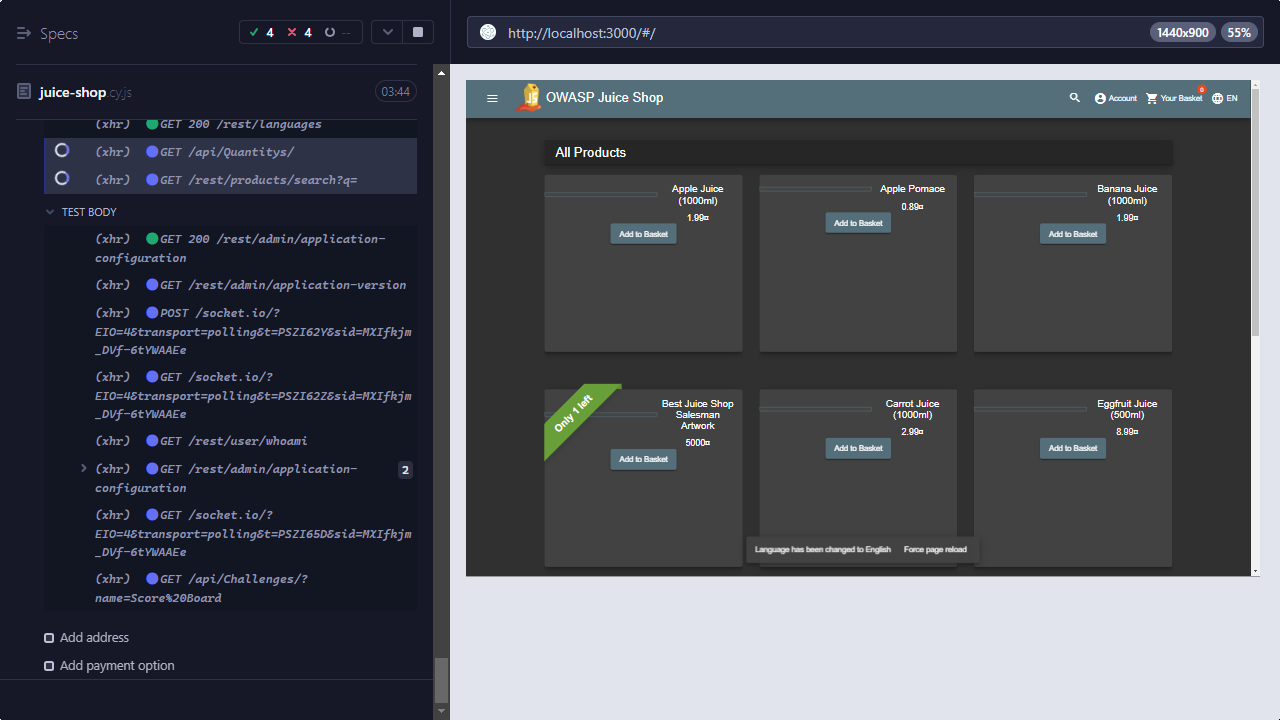 Specs
4 4 --
juice-shop.cy.js
03:44
(xhr) GET 200 /rest/languages
(xhr) GET /api/Quantitys/
(xhr) GET /rest/products/search?q=
TEST BODY
(xhr) GET 200 /rest/admin/application-
configuration
(xhr) GET /rest/admin/application-version
(xhr) POST /socket.io/?
EIO=4&transport=polling&t=PSZI62Y&sid=MXIfkjm
_DVf-6tYWAAEe
(xhr) GET /socket.io/?
EIO=4&transport=polling&t=PSZI62Z&sid=MXIfkjm
_DVf-6tYWAAEe
(xhr) GET /rest/user/whoami
(xhr) GET /rest/admin/application-
configuration
2
(xhr) GET /socket.io/?
EIO=4&transport=polling&t=PSZI65D&sid=MXIfkjm
_DVf-6tYWAAEe
(xhr) GET /api/Challenges/?
name=Score%20Board
Add address
Add payment option
http://localhost:3000/#/
1440x900
55%
JS
OWASP Juice Shop
Account
Your Basket
0
EN
All Products
Apple Juice
(1000ml)
1.99¤
Add to Basket
Apple Pomace
0.89¤
Add to Basket
Banana Juice
(1000ml)
1.99¤
Add to Basket
Only 1 left
Best Juice Shop
Salesman
Artwork
5000¤
Add to Basket
Carrot Juice
(1000ml)
2.99¤
Add to Basket
Eggfruit Juice
(500ml)
8.99¤
Add to Basket
Language has been changed to English
Force page reload